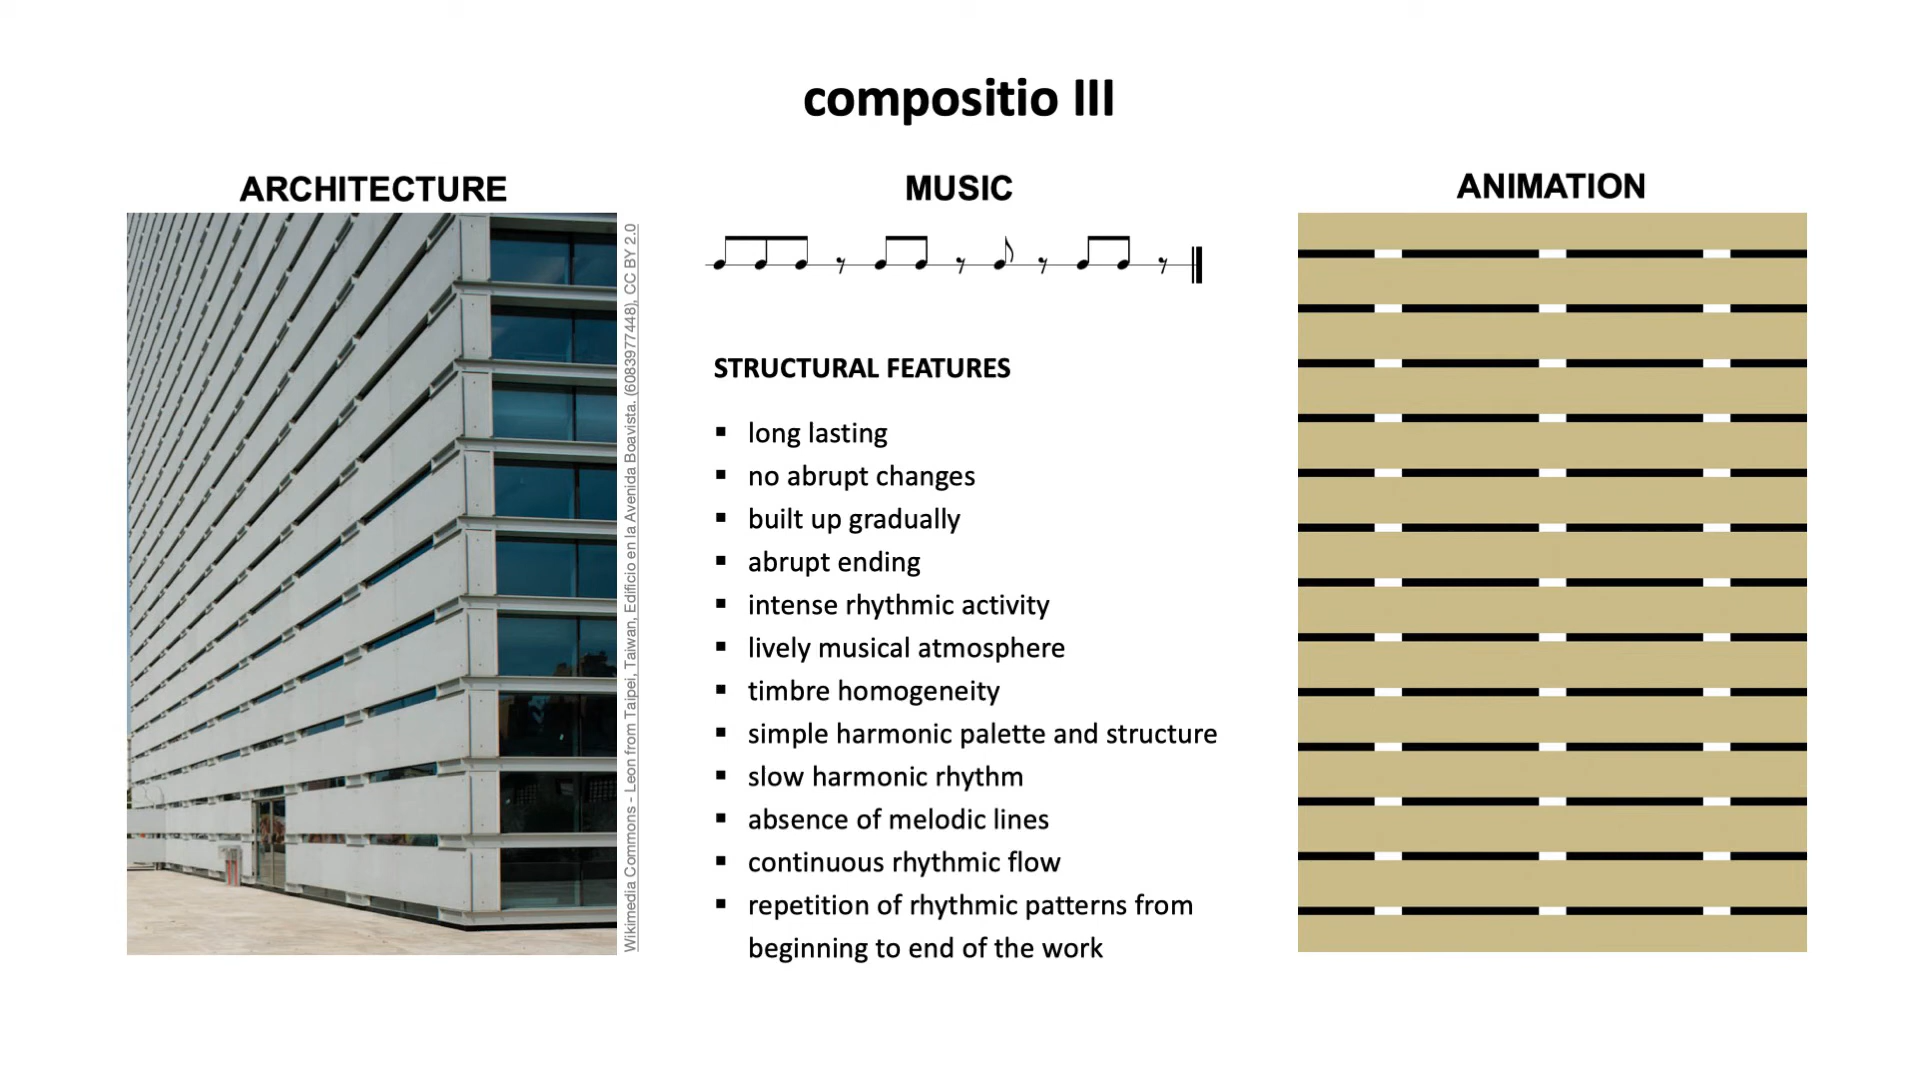 compositio III
ARCHITECTURE
Wikimedia Commons - Leon from Taipei, Taiwan, Edificio en la Avenida Boavista. (6083977448), CC BY 2.0
MUSIC
STRUCTURAL FEATURES
▪ long lasting
▪ no abrupt changes
▪ built up gradually
▪ abrupt ending
▪ intense rhythmic activity
▪ lively musical atmosphere
▪ timbre homogeneity
▪ simple harmonic palette and structure
▪ slow harmonic rhythm
▪ absence of melodic lines
▪ continuous rhythmic flow
▪ repetition of rhythmic patterns from
beginning to end of the work
ANIMATION